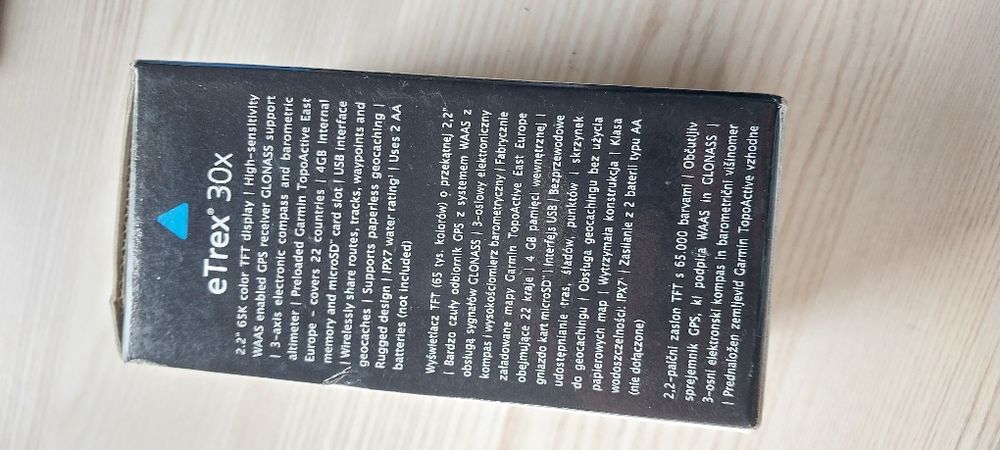 eTrex® 30x
2.2" 65K color TFT display | High-sensitivity
WAAS enabled GPS receiver GLONASS support
| 3-axis electronic compass and barometric
altimeter | Preloaded Garmin TopoActive East
Europe - covers 22 countries | 4GB Internal
memory and microSD™ card slot | USB Interface
| Wirelessly share routes, tracks, waypoints and
geocaches | Supports paperless geocaching |
Rugged design | IPX7 water rating* | Uses 2 AA
batteries (not included)
Wyświetlacz TFT (65 tys. kolorów) o przekątnej 2,2"
| Bardzo czuły odbiornik GPS z systemem WAAS z
obsługą sygnałów GLONASS | 3-osiowy elektroniczny
kompas i wysokościomierz barometryczny | Fabrycznie
załadowane mapy Garmin TopoActive East Europe
obejmujące 22 kraje | 4 GB pamięci wewnętrznej i
gniazdo kart microSD™ | Interfejs USB | Bezprzewodowe
udostępnianie tras, śladów, punktów i skrzynek
do geocachingu | Obsługa geocachingu bez użycia
papierowych map | Wytrzymała konstrukcja | Klasa
wodoszczelności: IPX7* | Zasilanie z 2 baterii typu AA
(nie dołączone)
2,2-palčni zaslon TFT s 65.000 barvami | Občutljiv
sprejemnik GPS, ki podpira WAAS in GLONASS |
3-osni elektronski kompas in barometrični višinomer
| Prednaložen zemljevid Garmin TopoActive vzhodne